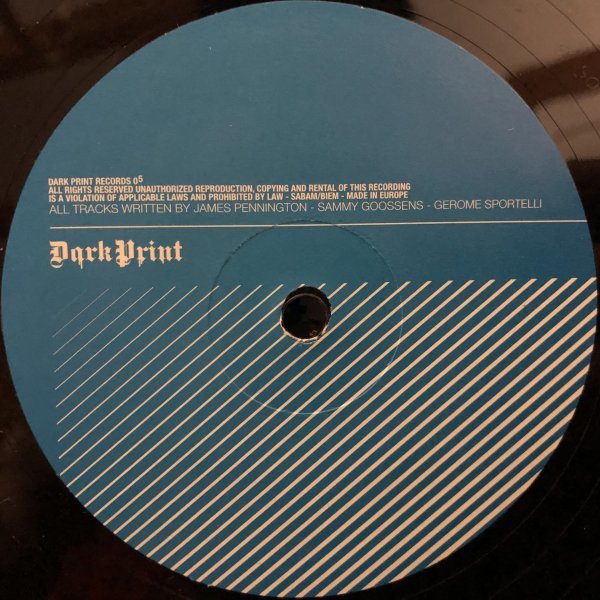 DARK PRINT RECORDS 05
ALL RIGHTS RESERVED UNAUTHORIZED REPRODUCTION, COPYING AND RENTAL OF THIS RECORDING
IS A VIOLATION OF APPLICABLE LAWS AND PROHIBITED BY LAW - SABAM/BIEM - MADE IN EUROPE
ALL TRACKS WRITTEN BY JAMES PENNINGTON - SAMMY GOOSSENS - GEROME SPORTELLI
DarkPrint